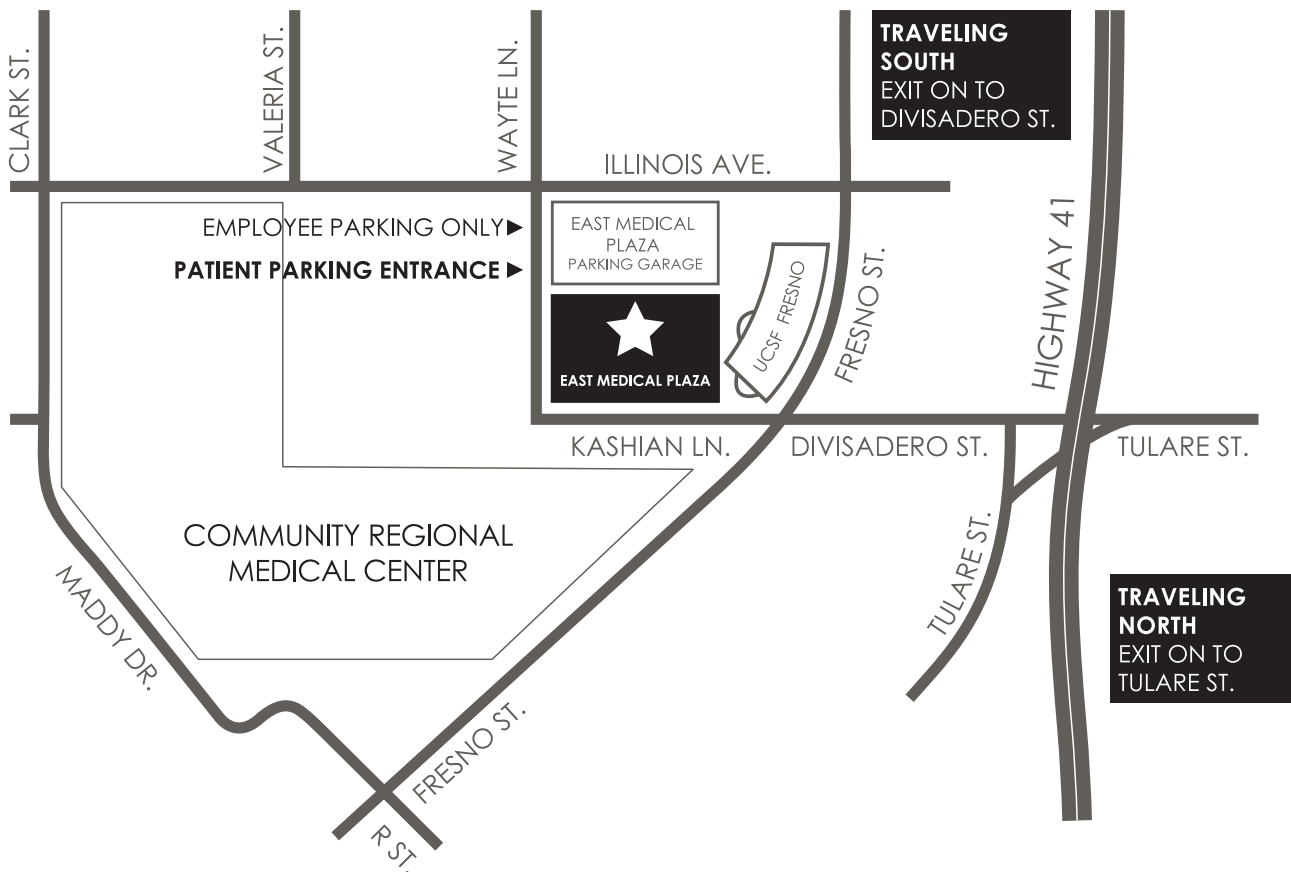 CLARK ST.
VALERIA ST.
WAYTE LN.
TRAVELING
SOUTH
EXIT ON TO
DIVISADERO ST.
ILLINOIS AVE.
EMPLOYEE PARKING ONLY
PATIENT PARKING ENTRANCE
EAST MEDICAL
PLAZA
PARKING GARAGE
EAST MEDICAL PLAZA
UCSF FRESNO
FRESNO ST.
HIGHWAY 41
KASHIAN LN.
DIVISADERO ST.
TULARE ST.
COMMUNITY REGIONAL
MEDICAL CENTER
MADDY DR.
TULARE ST.
TRAVELING
NORTH
EXIT ON TO
TULARE ST.
FRESNO ST.
R ST.